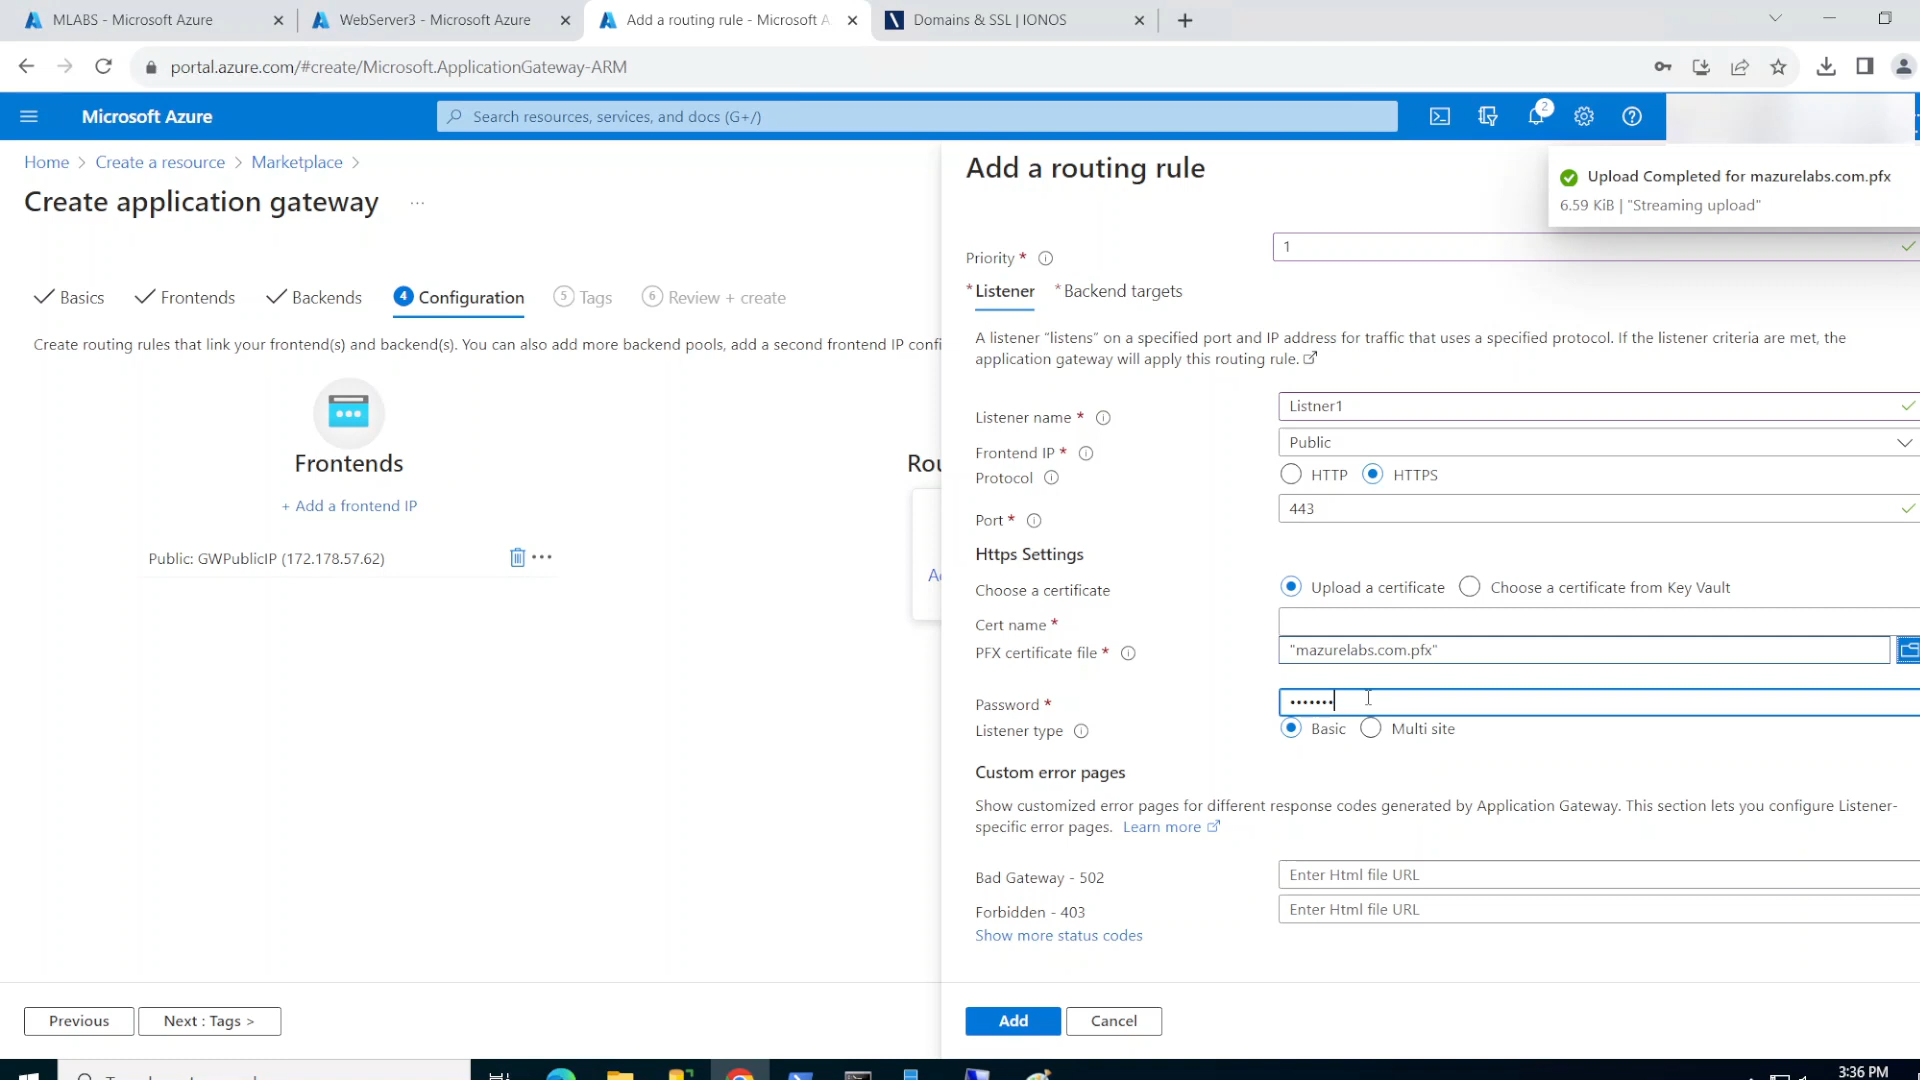 MLABS - Microsoft Azure
WebServer3 - Microsoft Azure
Add a routing rule - Microsoft A
Domains & SSL | IONOS
portal.azure.com/#create/Microsoft.ApplicationGateway-ARM
Microsoft Azure
Search resources, services, and docs (G+/)
2
Home > Create a resource > Marketplace >
Create application gateway ...
Add a routing rule
Upload Completed for mazurelabs.com.pfx
6.59 KiB | "Streaming upload"
Priority * 1
Basics
Frontends
Backends
4 Configuration
5 Tags
6 Review + create
* Listener
* Backend targets
Create routing rules that link your frontend(s) and backend(s). You can also add more backend pools, add a second frontend IP confi
A listener "listens" on a specified port and IP address for traffic that uses a specified protocol. If the listener criteria are met, the
application gateway will apply this routing rule.
Frontends
+ Add a frontend IP
Public: GWPublicIP (172.178.57.62)
Rou
Listener name * Listner1
Frontend IP * Public
Protocol HTTP HTTPS
Port * 443
Https Settings
Choose a certificate Upload a certificate Choose a certificate from Key Vault
Cert name *
PFX certificate file * "mazurelabs.com.pfx"
Password * •••••••
Listener type Basic Multi site
Custom error pages
Show customized error pages for different response codes generated by Application Gateway. This section lets you configure Listener-
specific error pages. Learn more
Bad Gateway - 502 Enter Html file URL
Forbidden - 403 Enter Html file URL
Show more status codes
Previous
Next : Tags >
Add
Cancel
3:36 PM